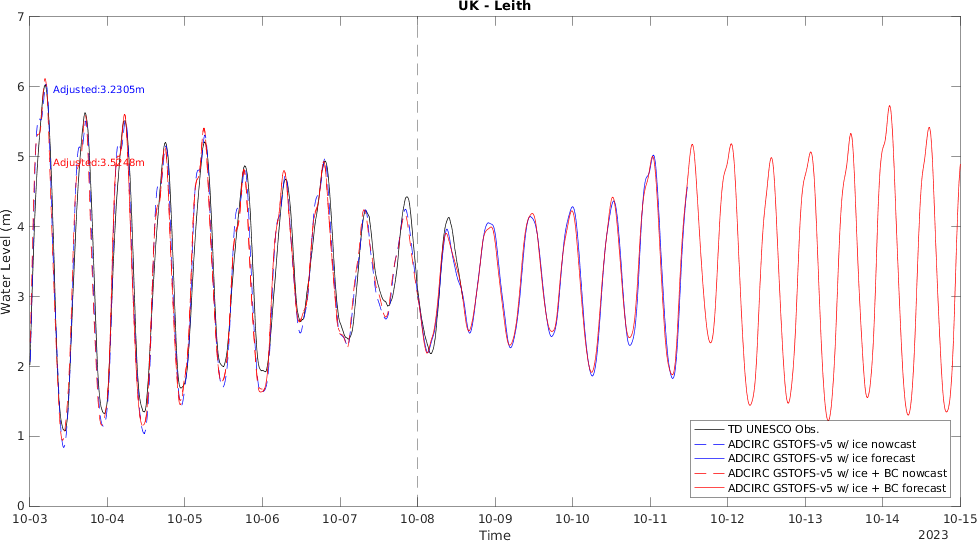 UK - Leith
7
6
5
4
3
2
1
0
Water Level (m)
Adjusted:3.2305m
Adjusted:3.5248m
TD UNESCO Obs.
ADCIRC GSTOFS-v5 w/ ice nowcast
ADCIRC GSTOFS-v5 w/ ice forecast
ADCIRC GSTOFS-v5 w/ ice + BC nowcast
ADCIRC GSTOFS-v5 w/ ice + BC forecast
10-03 10-04 10-05 10-06 10-07 10-08 10-09 10-10 10-11 10-12 10-13 10-14 10-15
Time
2023